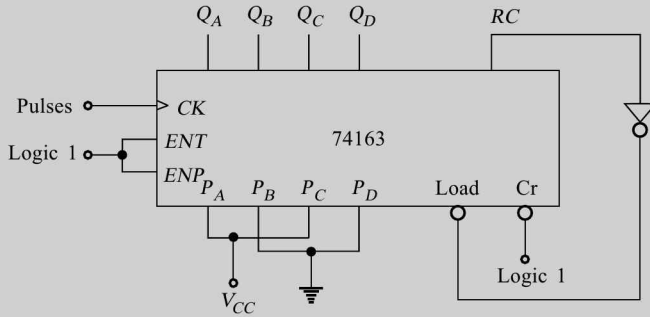 Q_A Q_B Q_C Q_D RC
Pulses CK
Logic 1 ENT 74163
ENP P_A P_B P_C P_D Load Cr
Logic 1
V_CC